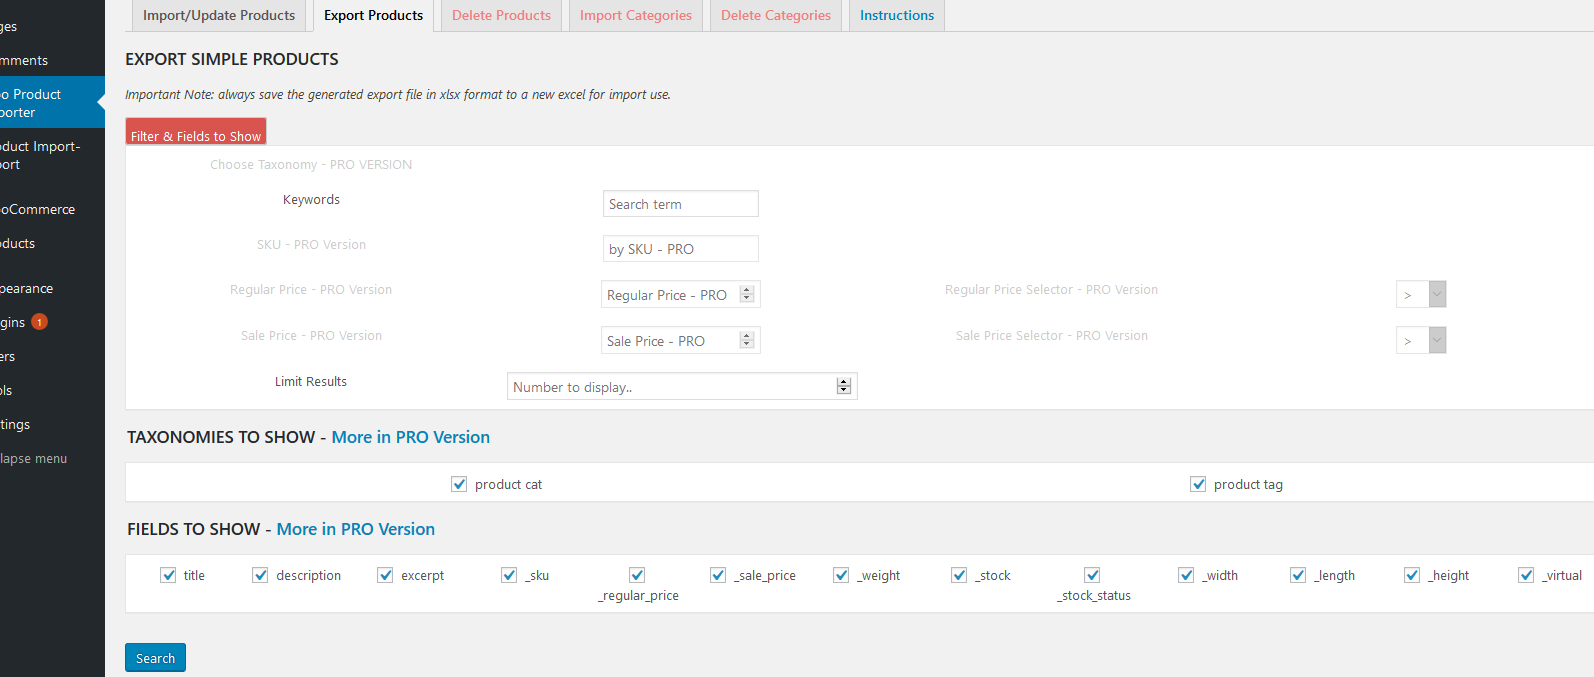 Import/Update Products Export Products Delete Products Import Categories Delete Categories Instructions
ges
mments
o Product
porter
oduct Import-
ort
oCommerce
oducts
pearance
gins 1
ers
ols
tings
lapse menu
EXPORT SIMPLE PRODUCTS
Important Note: always save the generated export file in xlsx format to a new excel for import use.
Filter & Fields to Show
Choose Taxonomy - PRO VERSION
Keywords Search term
SKU - PRO Version by SKU - PRO
Regular Price - PRO Version Regular Price - PRO Regular Price Selector - PRO Version >
Sale Price - PRO Version Sale Price - PRO Sale Price Selector - PRO Version >
Limit Results Number to display..
TAXONOMIES TO SHOW - More in PRO Version
product cat product tag
FIELDS TO SHOW - More in PRO Version
title description excerpt _sku _regular_price _sale_price _weight _stock _stock_status _width _length _height _virtual
Search